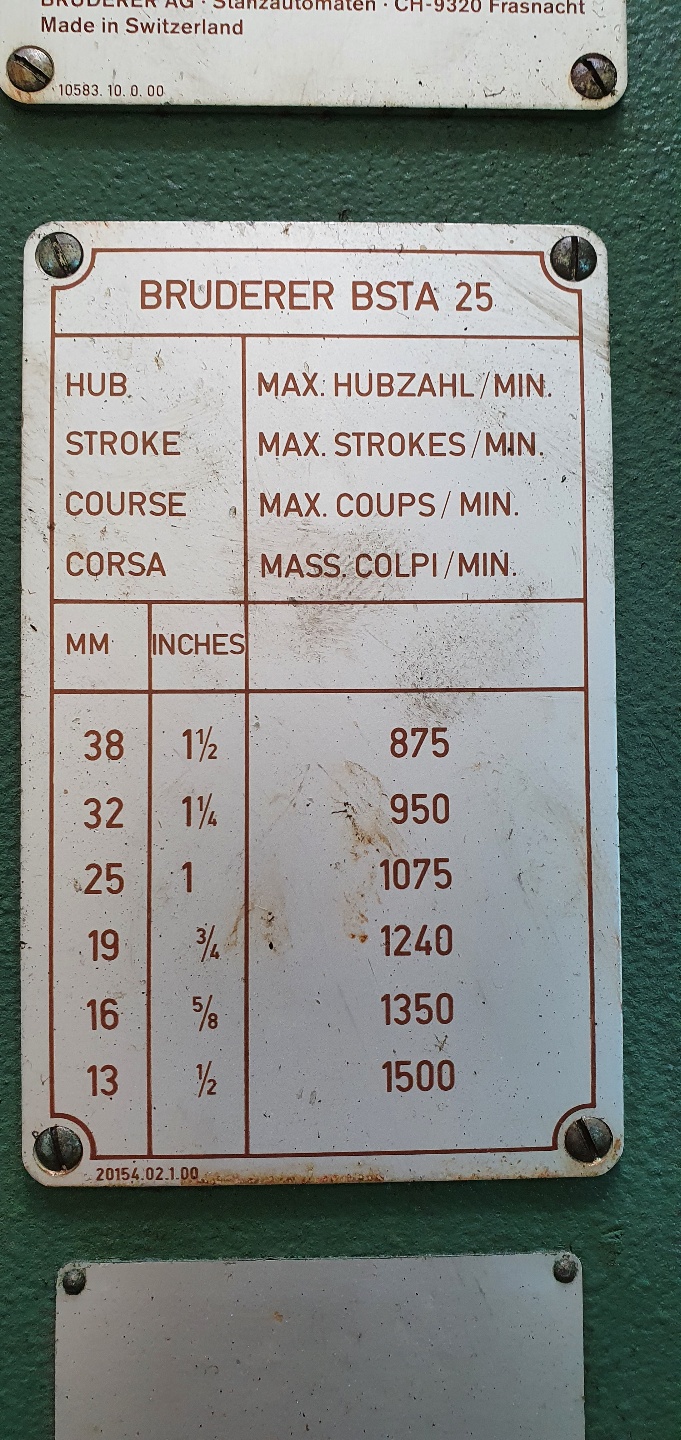 BRUDERER AG · Stanzautomaten · CH-9320 Frasnacht
Made in Switzerland
10583.10.0.00
BRUDERER BSTA 25
HUB MAX. HUBZAHL/MIN.
STROKE MAX. STROKES/MIN.
COURSE MAX. COUPS/MIN.
CORSA MASS. COLPI/MIN.
MM INCHES
38 1½ 875
32 1¼ 950
25 1 1075
19 ¾ 1240
16 ⅝ 1350
13 ½ 1500
20154.02.1.00